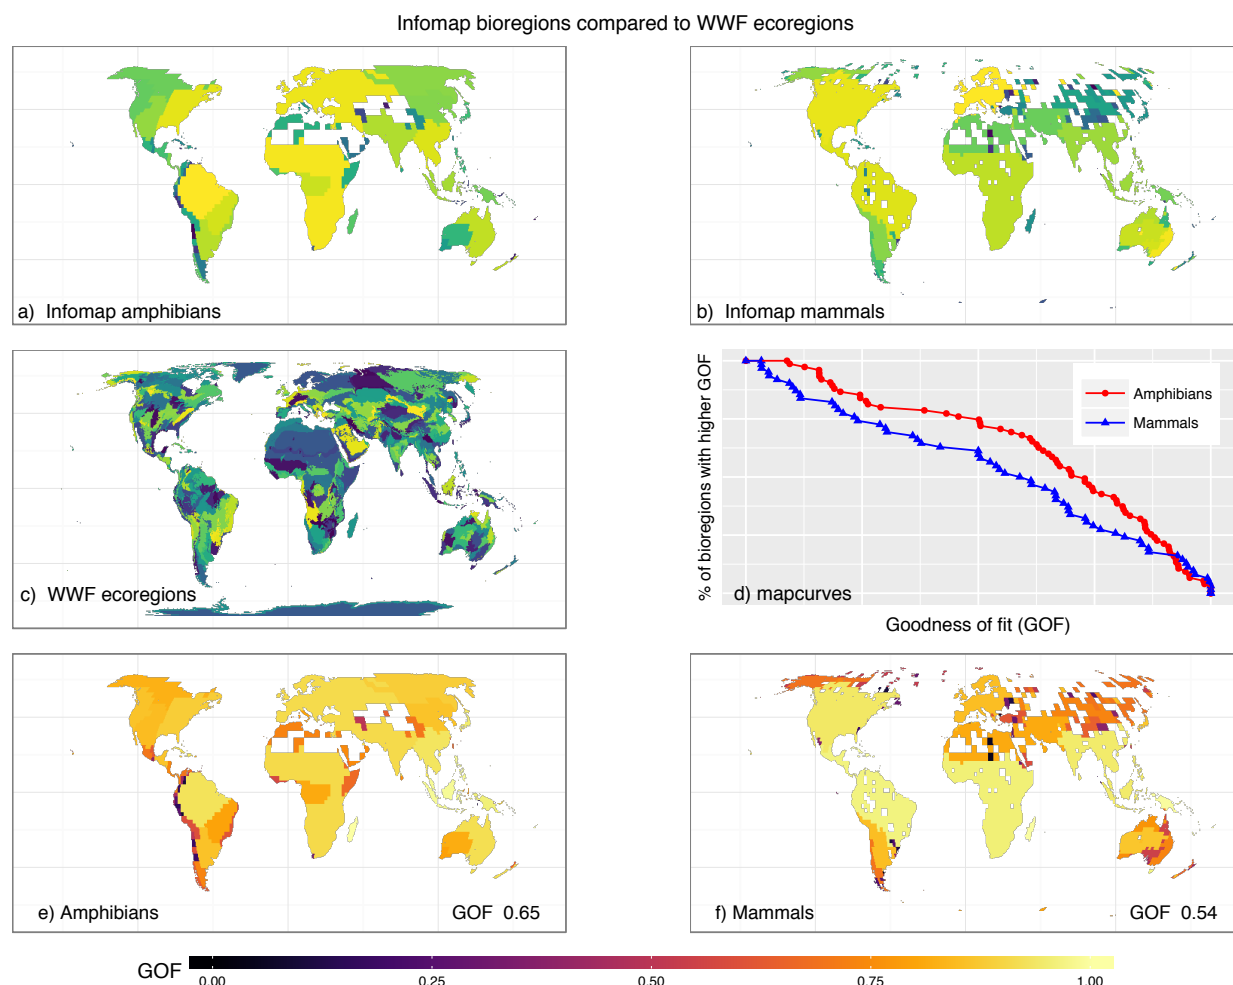 Infomap bioregions compared to WWF ecoregions
a) Infomap amphibians
b) Infomap mammals
c) WWF ecoregions
% of bioregions with higher GOF
Amphibians
Mammals
d) mapcurves
Goodness of fit (GOF)
e) Amphibians
GOF 0.65
f) Mammals
GOF 0.54
GOF
0.00
0.25
0.50
0.75
1.00